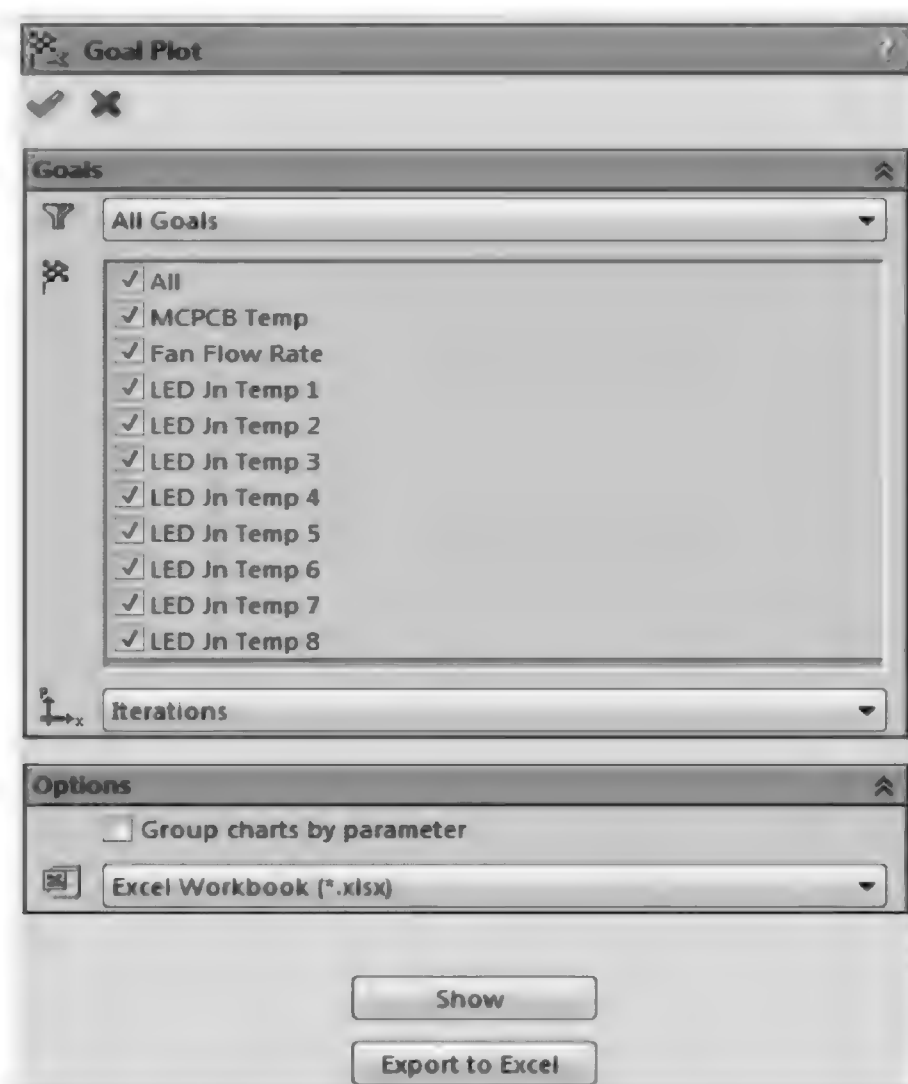 Goal Plot ?
Goals
All Goals
All
MCPCB Temp
Fan Flow Rate
LED Jn Temp 1
LED Jn Temp 2
LED Jn Temp 3
LED Jn Temp 4
LED Jn Temp 5
LED Jn Temp 6
LED Jn Temp 7
LED Jn Temp 8
P
x
Iterations
Options
Group charts by parameter
Excel Workbook (*.xlsx)
Show
Export to Excel